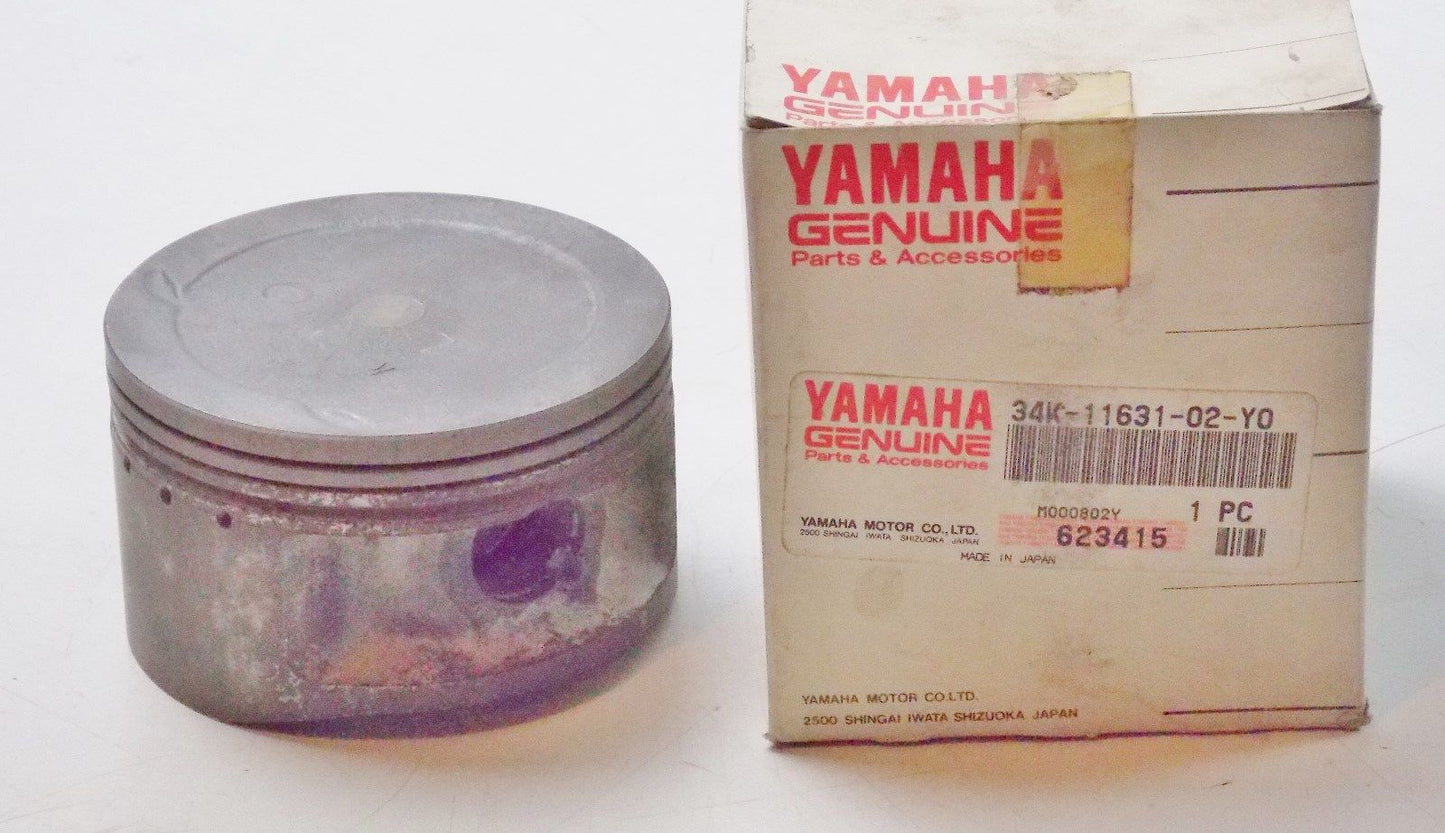 YAMAHA
GENUINE
Parts & Accessories
YAMAHA
GENUINE
Parts & Accessories
YAMAHA
GENUINE
Parts & Accessories
34K-11631-02-Y0
M000802Y
1 PC
623415
YAMAHA MOTOR CO.,LTD.
2500 SHINGAI IWATA SHIZUOKA JAPAN
MADE IN JAPAN
YAMAHA MOTOR CO.LTD.
2500 SHINGAI IWATA SHIZUOKA JAPAN